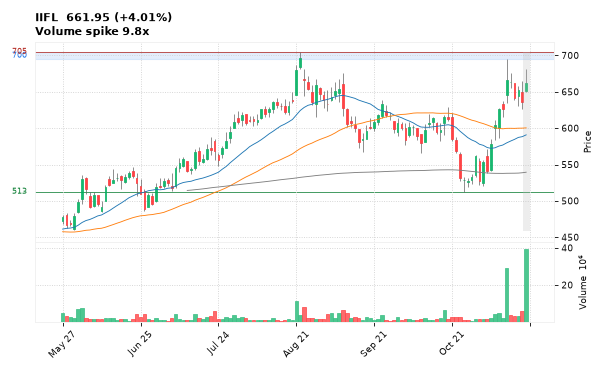 IIFL 661.95 (+4.01%)
Volume spike 9.8x
705
700
513
700
650
600
550
500
450
Price
40
20
Volume 10⁴
May 27
Jun 25
Jul 24
Aug 21
Sep 21
Oct 21